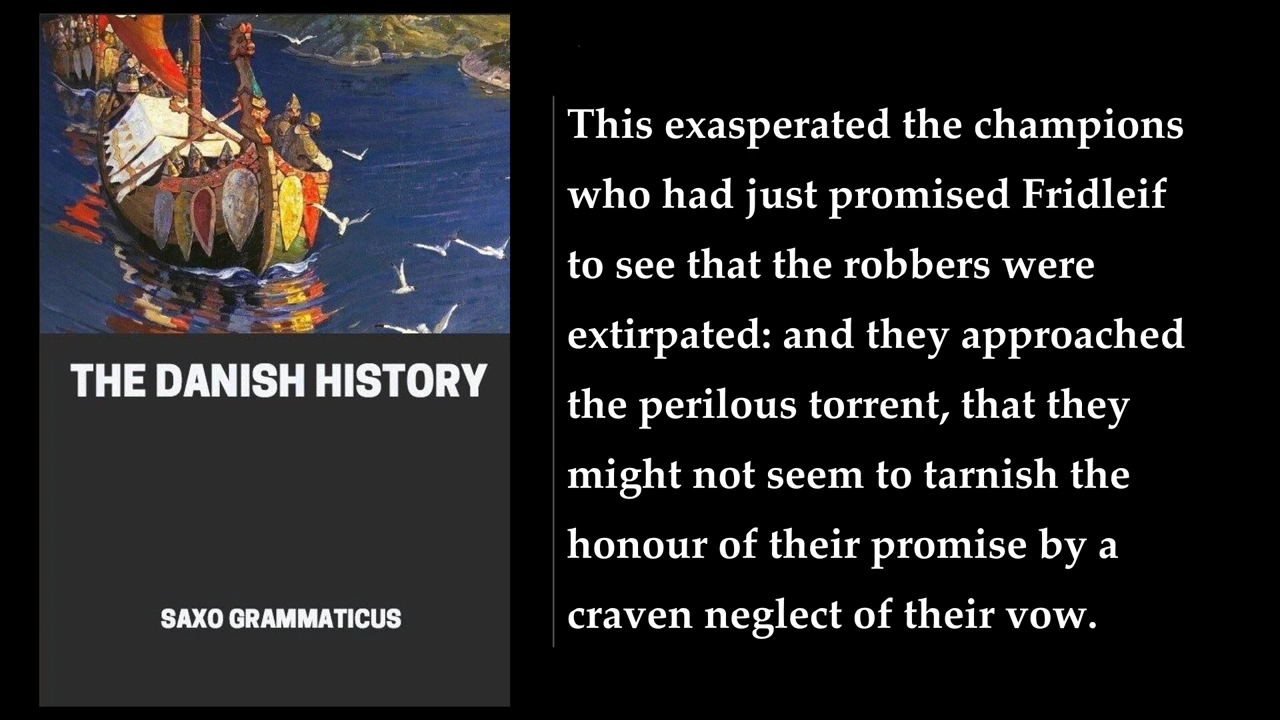 THE DANISH HISTORY
SAXO GRAMMATICUS
This exasperated the champions
who had just promised Fridleif
to see that the robbers were
extirpated: and they approached
the perilous torrent, that they
might not seem to tarnish the
honour of their promise by a
craven neglect of their vow.